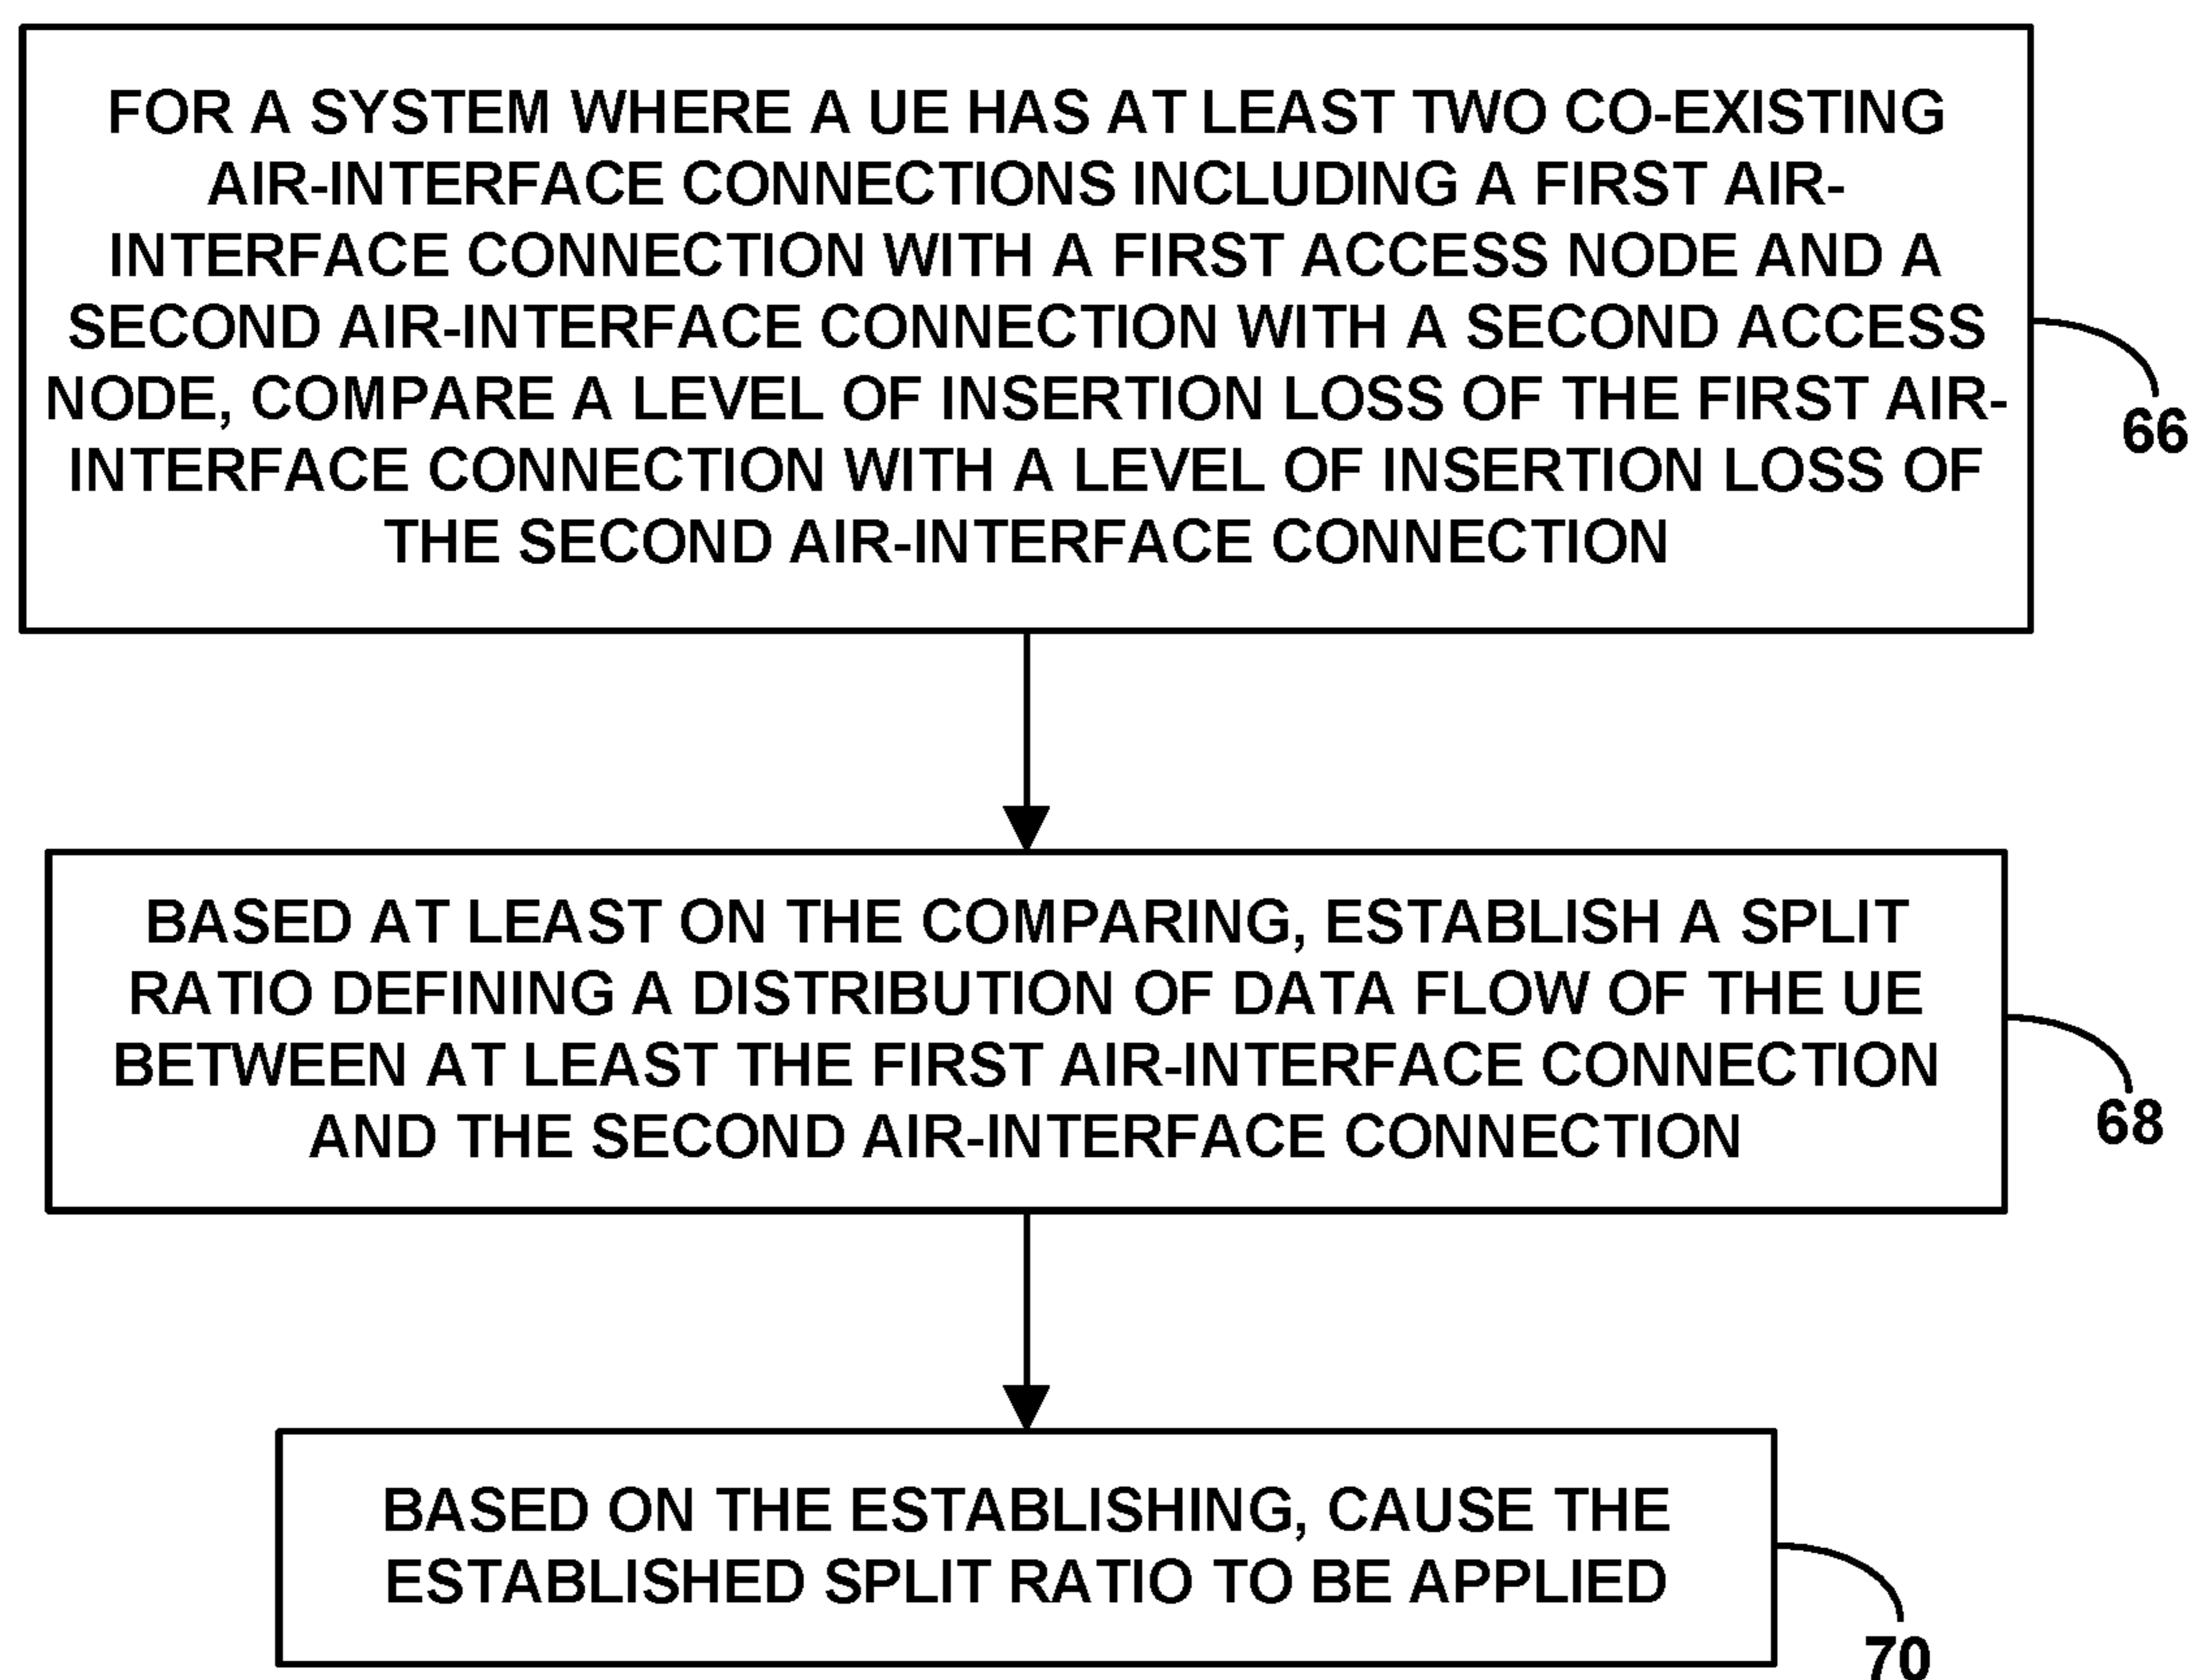 FOR A SYSTEM WHERE A UE HAS AT LEAST TWO CO-EXISTING
AIR-INTERFACE CONNECTIONS INCLUDING A FIRST AIR-
INTERFACE CONNECTION WITH A FIRST ACCESS NODE AND A
SECOND AIR-INTERFACE CONNECTION WITH A SECOND ACCESS
NODE, COMPARE A LEVEL OF INSERTION LOSS OF THE FIRST AIR-
INTERFACE CONNECTION WITH A LEVEL OF INSERTION LOSS OF
THE SECOND AIR-INTERFACE CONNECTION
66
BASED AT LEAST ON THE COMPARING, ESTABLISH A SPLIT
RATIO DEFINING A DISTRIBUTION OF DATA FLOW OF THE UE
BETWEEN AT LEAST THE FIRST AIR-INTERFACE CONNECTION
AND THE SECOND AIR-INTERFACE CONNECTION
68
BASED ON THE ESTABLISHING, CAUSE THE
ESTABLISHED SPLIT RATIO TO BE APPLIED
70